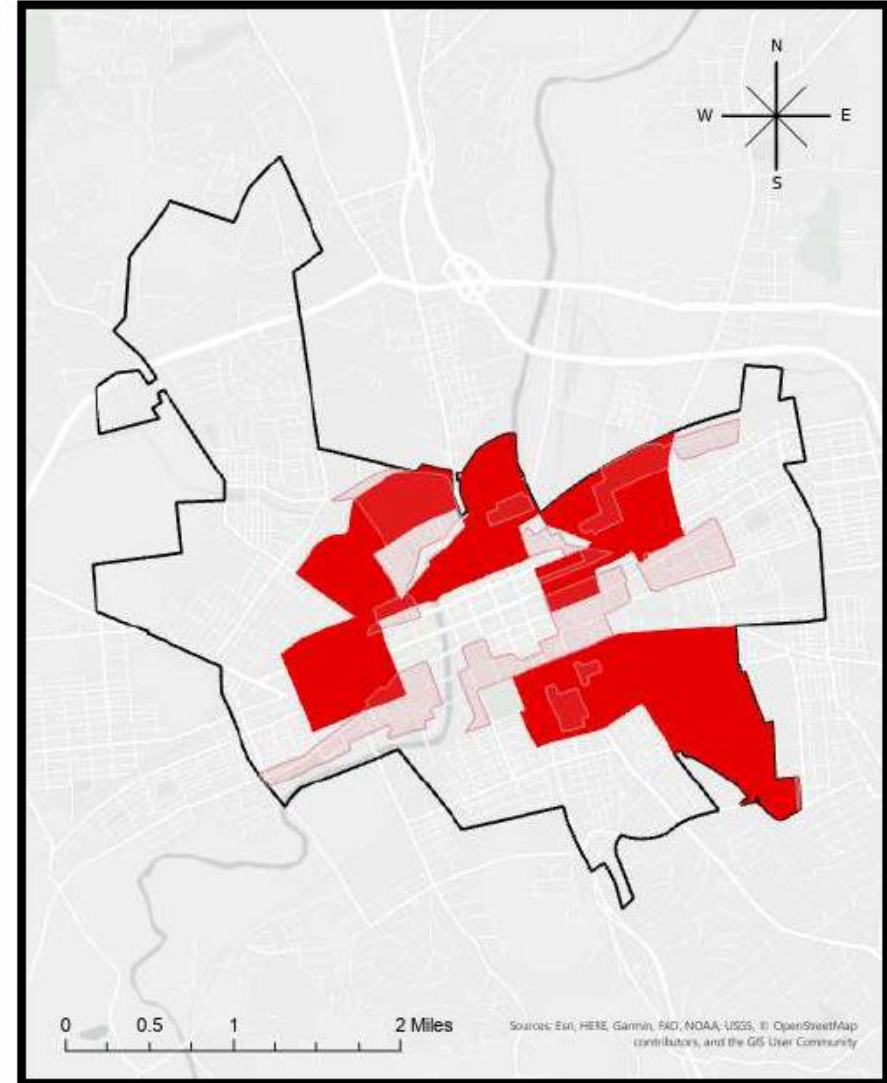 N
W E
S
0 0.5 1 2 Miles
Sources: Esri, HERE, Garmin, FAO, NOAA, USGS, © OpenStreetMap
contributors, and the GIS User Community